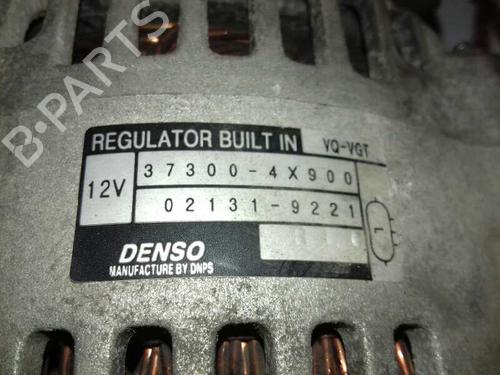 B-PARTS
REGULATOR BUILT IN VQ-VGT
12V 37300-4X900
02131-9221
DENSO
MANUFACTURE BY DNPS
L